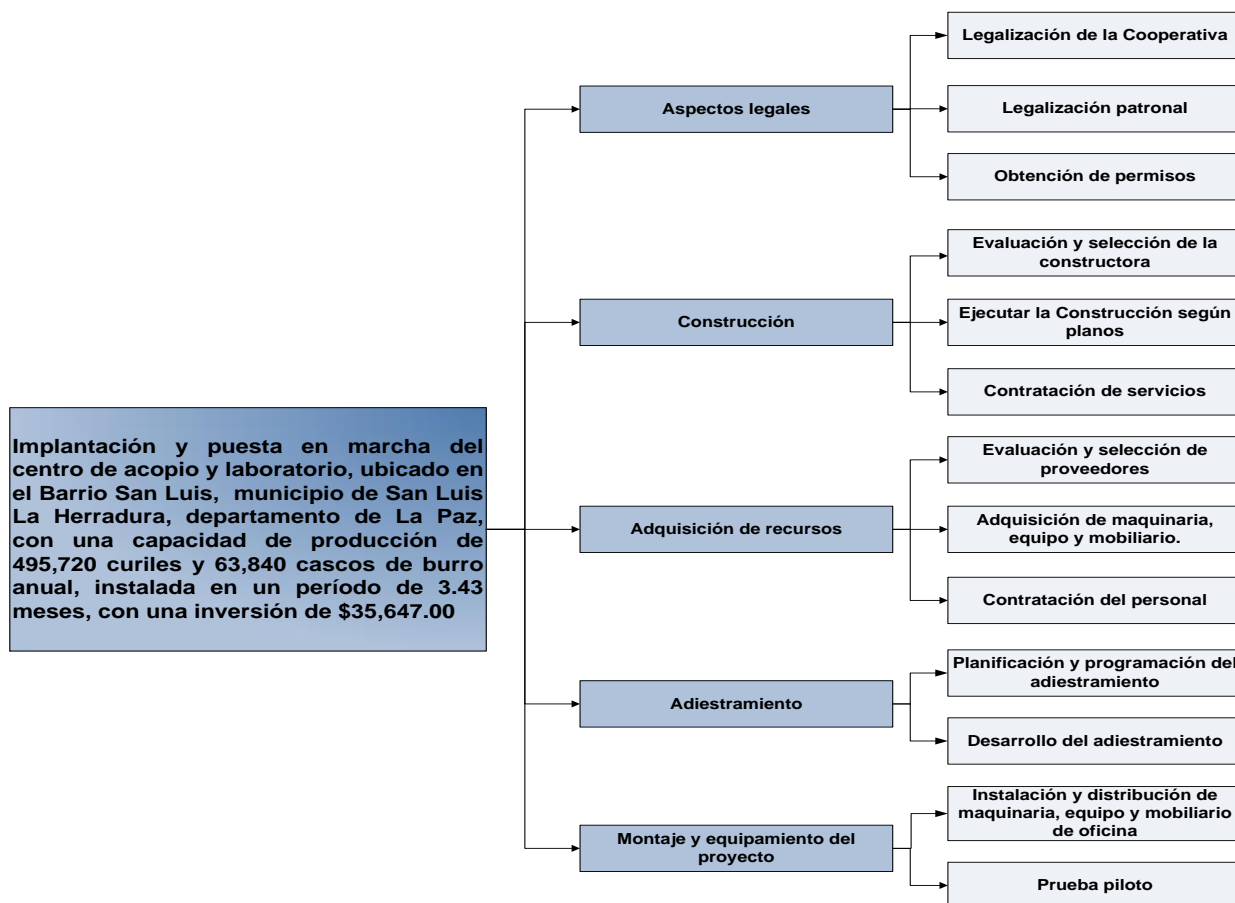 Implantación y puesta en marcha del
centro de acopio y laboratorio, ubicado en
el Barrio San Luis, municipio de San Luis
La Herradura, departamento de La Paz,
con una capacidad de producción de
495,720 curiles y 63,840 cascos de burro
anual, instalada en un período de 3.43
meses, con una inversión de $35,647.00
Aspectos legales
Legalización de la Cooperativa
Legalización patronal
Obtención de permisos
Construcción
Evaluación y selección de la
constructora
Ejecutar la Construcción según
planos
Contratación de servicios
Adquisición de recursos
Evaluación y selección de
proveedores
Adquisición de maquinaria,
equipo y mobiliario.
Contratación del personal
Adiestramiento
Planificación y programación del
adiestramiento
Desarrollo del adiestramiento
Montaje y equipamiento del
proyecto
Instalación y distribución de
maquinaria, equipo y mobiliario
de oficina
Prueba piloto